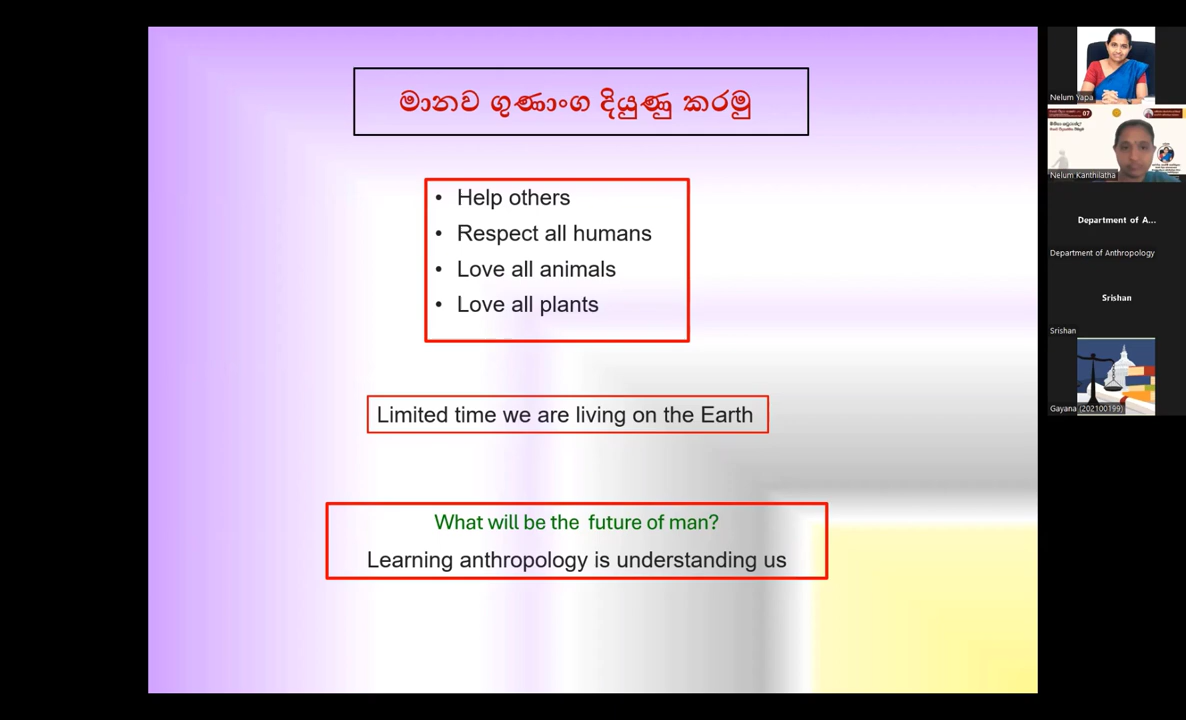 මානව ගුණාංග දියුණු කරමු
• Help others
• Respect all humans
• Love all animals
• Love all plants
Limited time we are living on the Earth
What will be the future of man?
Learning anthropology is understanding us
Nelum Yapa
07
Nelum Kanthilatha
Department of A...
Department of Anthropology
Srishan
Srishan
Gayana (202100199)